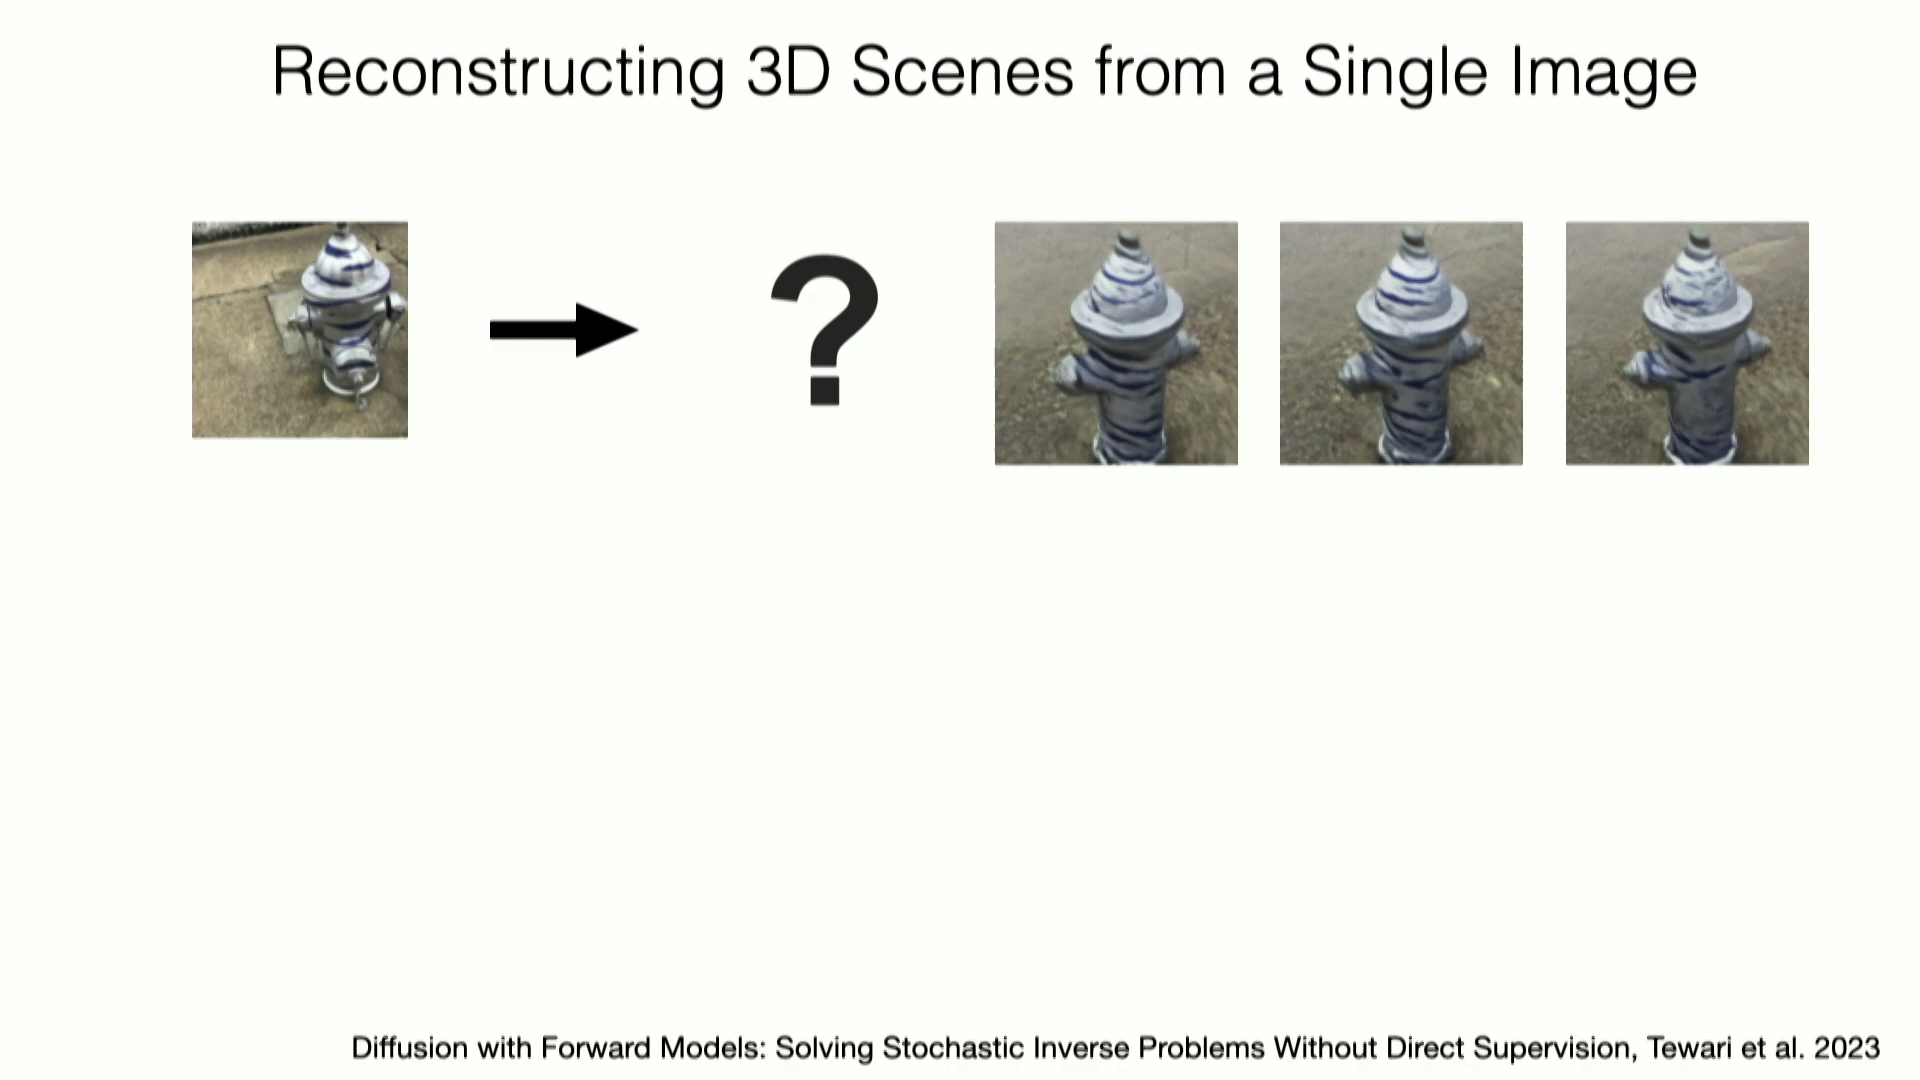 Reconstructing 3D Scenes from a Single Image
?
Diffusion with Forward Models: Solving Stochastic Inverse Problems Without Direct Supervision, Tewari et al. 2023